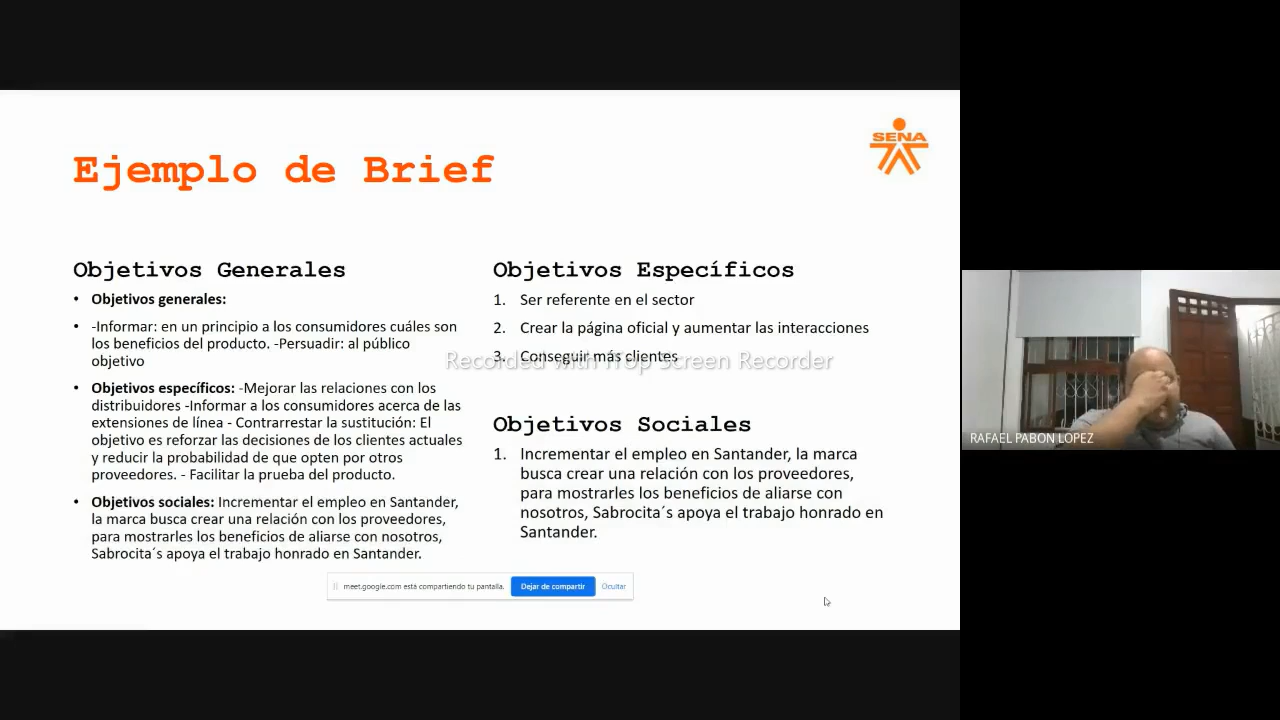 SENA
Ejemplo de Brief
Objetivos Generales
• Objetivos generales:
• -Informar: en un principio a los consumidores cuáles son
los beneficios del producto. -Persuadir: al público
objetivo
• Objetivos específicos: -Mejorar las relaciones con los
distribuidores -Informar a los consumidores acerca de las
extensiones de línea - Contrarrestar la sustitución: El
objetivo es reforzar las decisiones de los clientes actuales
y reducir la probabilidad de que opten por otros
proveedores. - Facilitar la prueba del producto.
• Objetivos sociales: Incrementar el empleo en Santander,
la marca busca crear una relación con los proveedores,
para mostrarles los beneficios de aliarse con nosotros,
Sabrocita´s apoya el trabajo honrado en Santander.
Objetivos Específicos
1. Ser referente en el sector
2. Crear la página oficial y aumentar las interacciones
3. Conseguir más clientes
Recorded with iTop Screen Recorder
Objetivos Sociales
1. Incrementar el empleo en Santander, la marca
busca crear una relación con los proveedores,
para mostrarles los beneficios de aliarse con
nosotros, Sabrocita´s apoya el trabajo honrado en
Santander.
meet.google.com está compartiendo tu pantalla.
Dejar de compartir
Ocultar
RAFAEL PABON LOPEZ